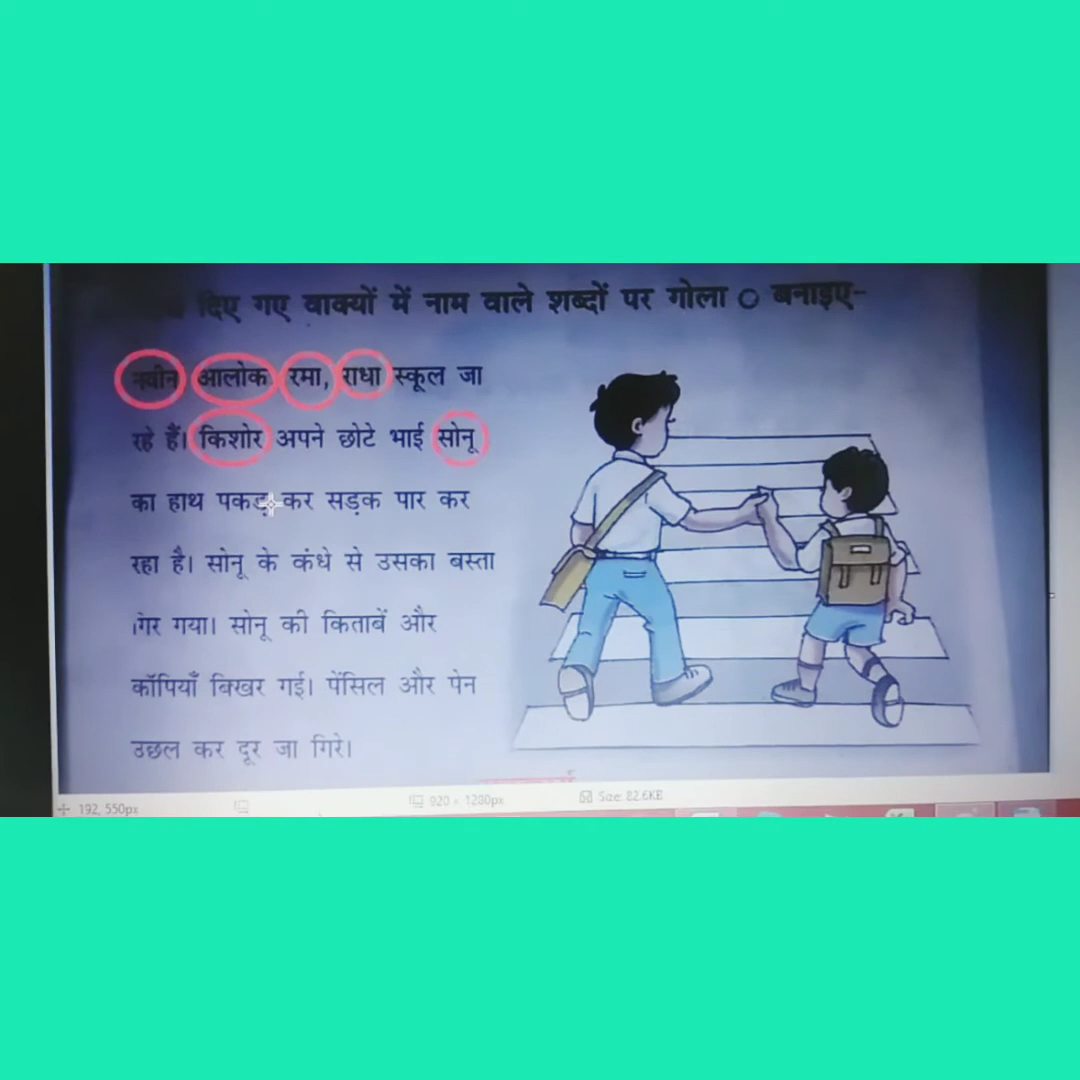 दिए गए वाक्यों में नाम वाले शब्दों पर गोला ○ बनाइए-
नवीन आलोक रमा, राधा स्कूल जा
रहे हैं। किशोर अपने छोटे भाई सोनू
का हाथ पकड़ कर सड़क पार कर
रहा है। सोनू के कंधे से उसका बस्ता
गिर गया। सोनू की किताबें और
कॉपियाँ बिखर गई। पेंसिल और पेन
उछल कर दूर जा गिरे।
192, 550px 920 × 1280px Size: 82.6KB